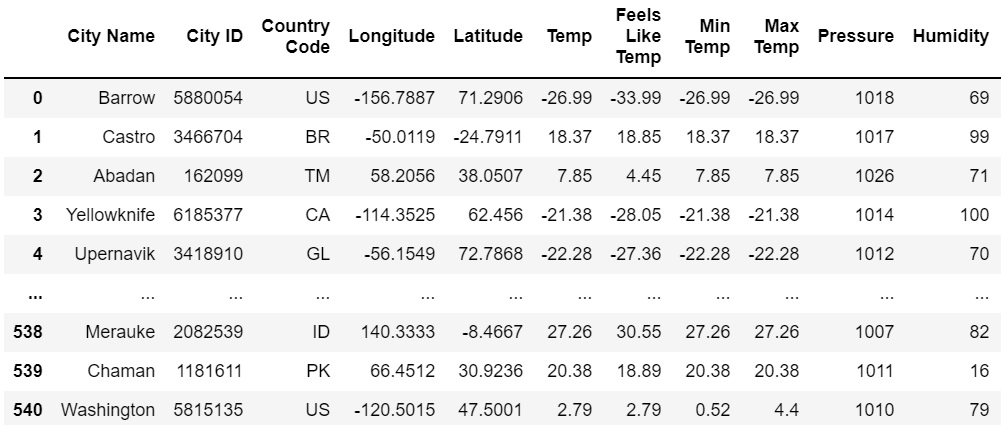 City Name City ID Country Code Longitude Latitude Temp Feels Like Temp Min Temp Max Temp Pressure Humidity
0 Barrow 5880054 US -156.7887 71.2906 -26.99 -33.99 -26.99 -26.99 1018 69
1 Castro 3466704 BR -50.0119 -24.7911 18.37 18.85 18.37 18.37 1017 99
2 Abadan 162099 TM 58.2056 38.0507 7.85 4.45 7.85 7.85 1026 71
3 Yellowknife 6185377 CA -114.3525 62.456 -21.38 -28.05 -21.38 -21.38 1014 100
4 Upernavik 3418910 GL -56.1549 72.7868 -22.28 -27.36 -22.28 -22.28 1012 70
... ... ... ... ... ... ... ... ... ... ... ...
538 Merauke 2082539 ID 140.3333 -8.4667 27.26 30.55 27.26 27.26 1007 82
539 Chaman 1181611 PK 66.4512 30.9236 20.38 18.89 20.38 20.38 1011 16
540 Washington 5815135 US -120.5015 47.5001 2.79 2.79 0.52 4.4 1010 79